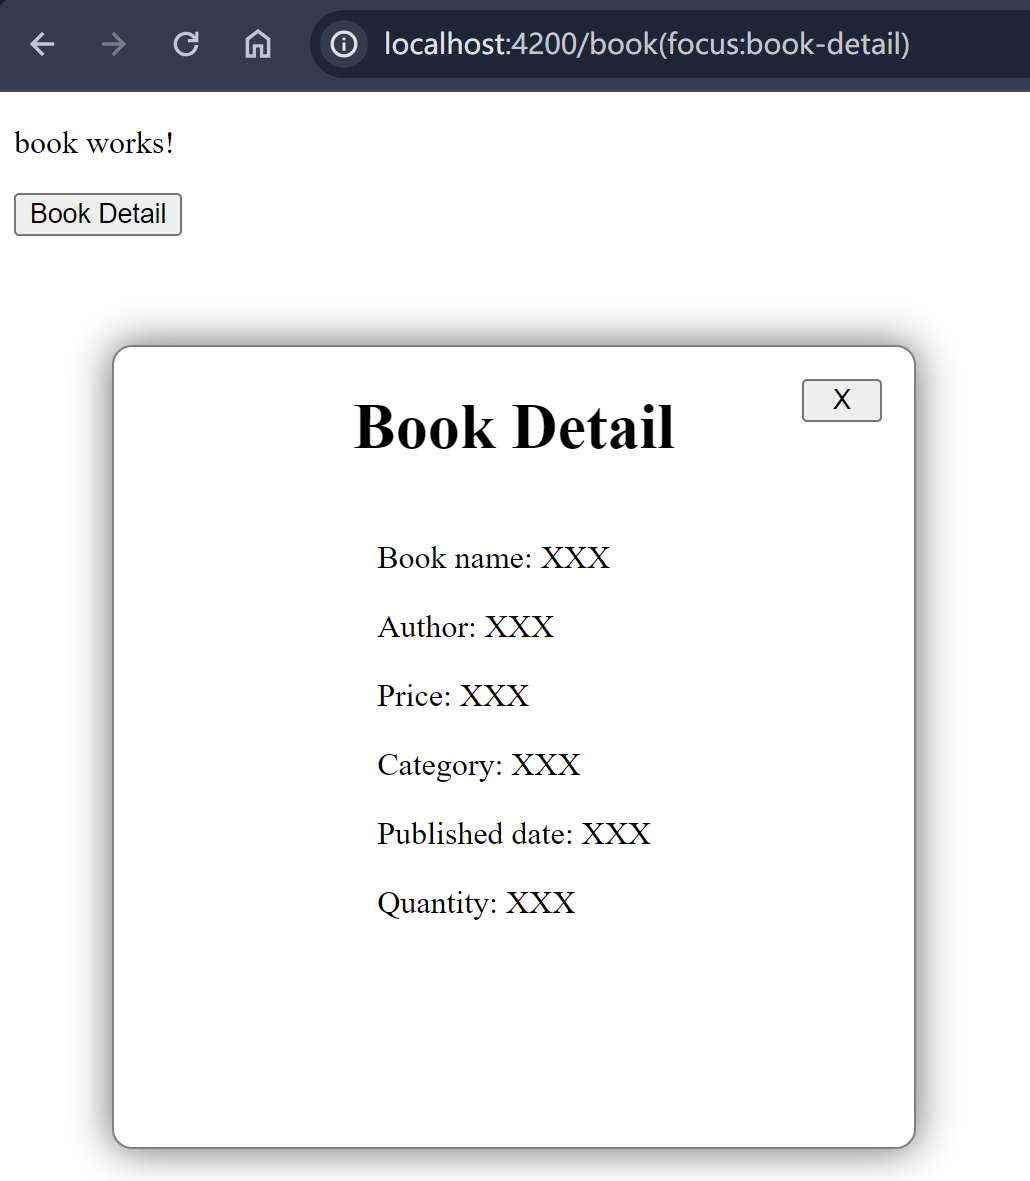 localhost:4200/book(focus:book-detail)
book works!
Book Detail
X
Book Detail
Book name: XXX
Author: XXX
Price: XXX
Category: XXX
Published date: XXX
Quantity: XXX